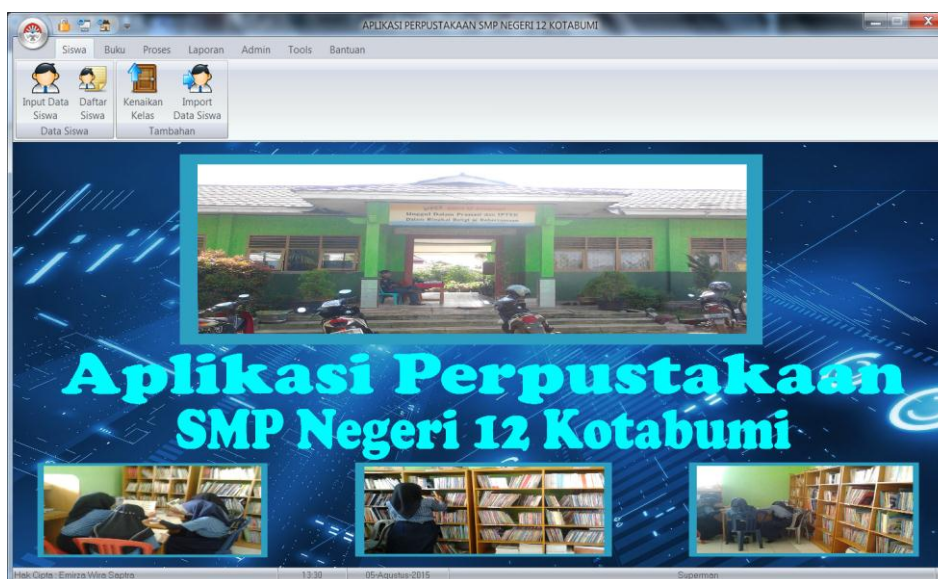 APLIKASI PERPUSTAKAAN SMP NEGERI 12 KOTABUMI
Siswa Buku Proses Laporan Admin Tools Bantuan
Input Data Siswa
Daftar Siswa
Kenaikan Kelas
Import Data Siswa
Data Siswa
Tambahan
Aplikasi Perpustakaan
SMP Negeri 12 Kotabumi
Hak Cipta : Emirza Wira Saptra 13:30 05-Agustus-2015 Superman